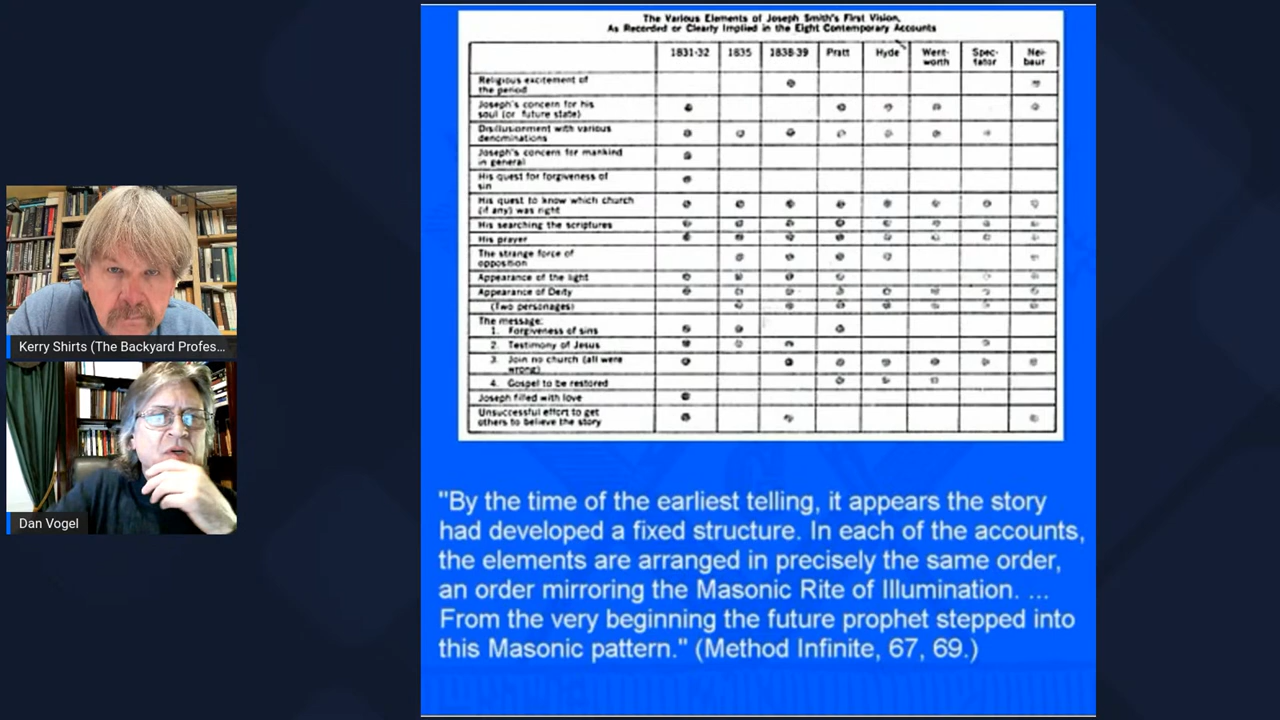 The Various Elements of Joseph Smith's First Vision,
As Recorded or Clearly Implied in the Eight Contemporary Accounts
1831-32 1835 1838-39 Pratt Hyde Went- Spec- Nei-
worth tator baur
Religious excitement of
the period
Joseph's concern for his
soul (or future state)
Disillusionment with various
denominations
Joseph's concern for mankind
in general
His quest for forgiveness of
sin
His quest to know which church
(if any) was right
His searching the scriptures
His prayer
The strange force of
opposition
Appearance of the light
Appearance of Deity
(Two personages)
The message:
1. Forgiveness of sins
2. Testimony of Jesus
3. Join no church (all were
wrong)
4. Gospel to be restored
Joseph filled with love
Unsuccessful effort to get
others to believe the story
Kerry Shirts (The Backyard Profes...
Dan Vogel
"By the time of the earliest telling, it appears the story
had developed a fixed structure. In each of the accounts,
the elements are arranged in precisely the same order,
an order mirroring the Masonic Rite of Illumination. ...
From the very beginning the future prophet stepped into
this Masonic pattern." (Method Infinite, 67, 69.)